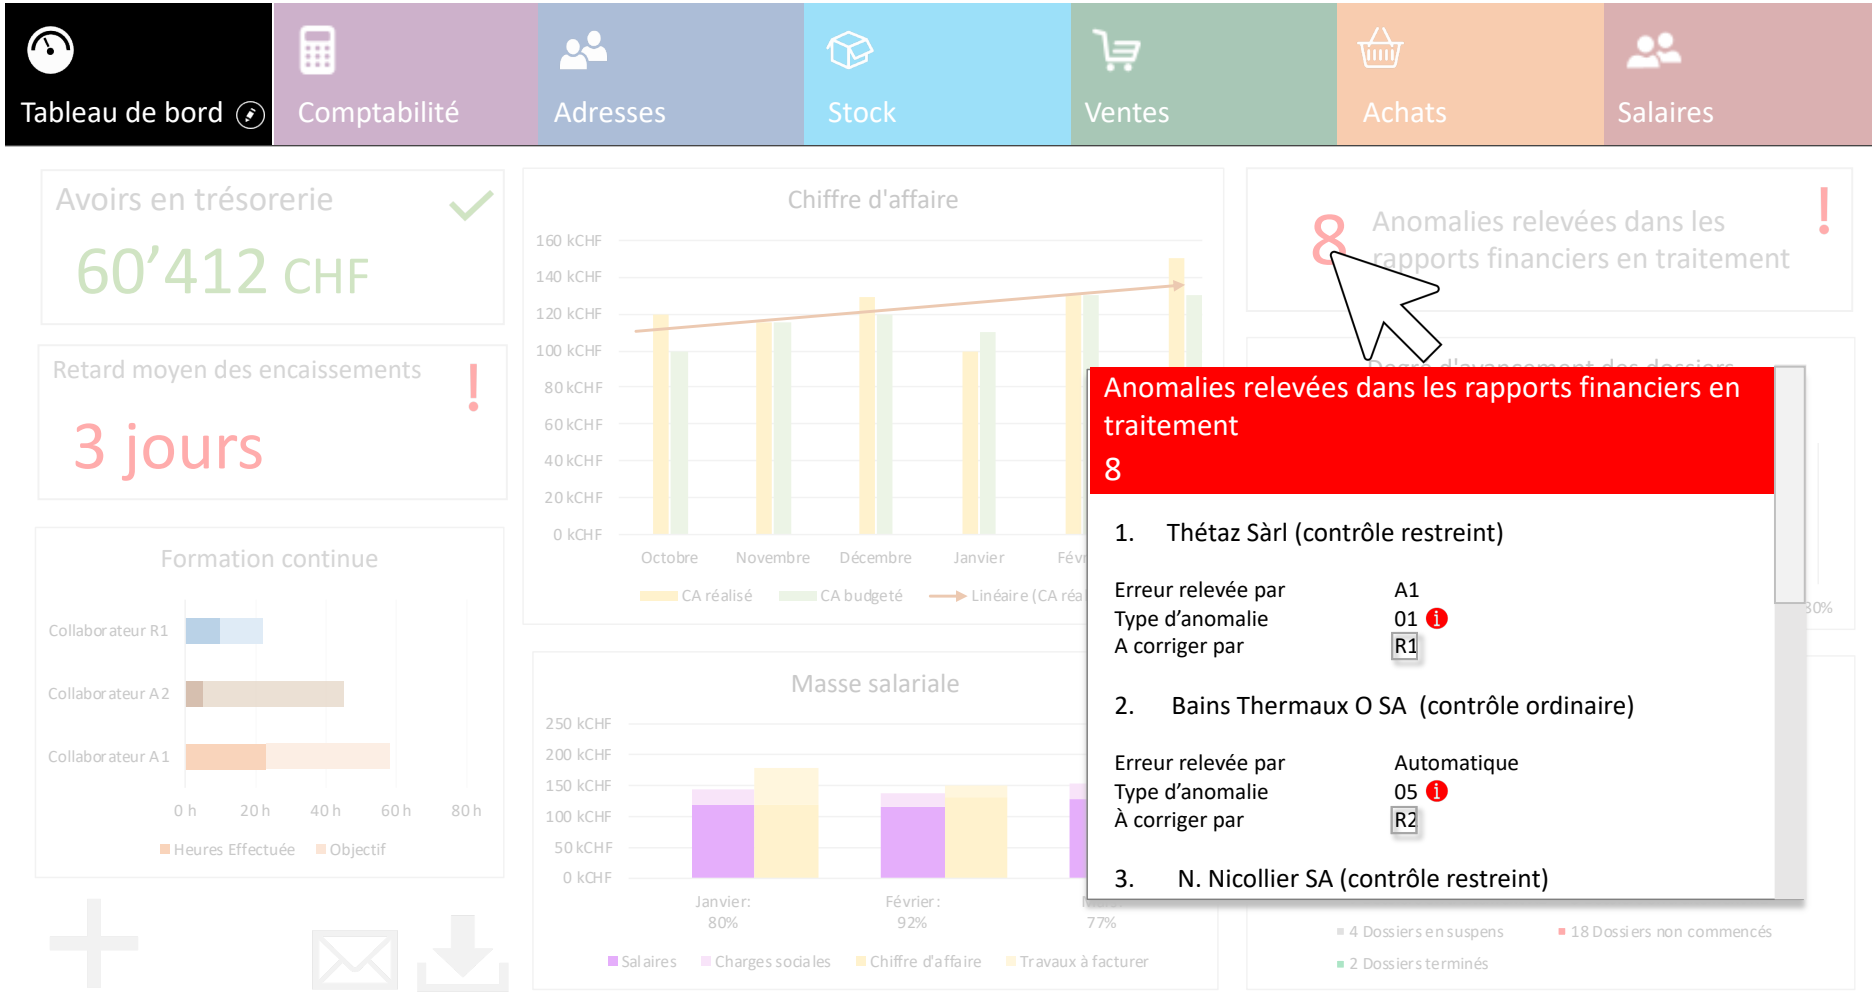 Tableau de bord
Comptabilité
Adresses
Stock
Ventes
Achats
Salaires
Avoirs en trésorerie
60’412 CHF
Retard moyen des encaissements
!
3 jours
Formation continue
Collaborateur R1
Collaborateur A2
Collaborateur A1
0 h 20 h 40 h 60 h 80 h
Heures Effectuée Objectif
Chiffre d'affaire
160 kCHF
140 kCHF
120 kCHF
100 kCHF
80 kCHF
60 kCHF
40 kCHF
20 kCHF
0 kCHF
Octobre Novembre Décembre Janvier
CA réalisé CA budgeté Linéaire (CA
Masse salariale
250 kCHF
200 kCHF
150 kCHF
100 kCHF
50 kCHF
0 kCHF
Janvier: Février:
80% 92% 77%
Salaires Charges sociales Chiffre d'affaire Travaux à facturer
8
Anomalies relevées dans les
rapports financiers en traitement
!
Degré d'avancement des dossiers
Anomalies relevées dans les rapports financiers en
traitement
8
1. Thétaz Sàrl (contrôle restreint)
Erreur relevée par A1
Type d’anomalie 01 i
A corriger par R1
2. Bains Thermaux O SA (contrôle ordinaire)
Erreur relevée par Automatique
Type d’anomalie 05 i
À corriger par R2
3. N. Nicollier SA (contrôle restreint)
4 Dossiers en suspens 18 Dossiers non commencés
2 Dossiers terminés